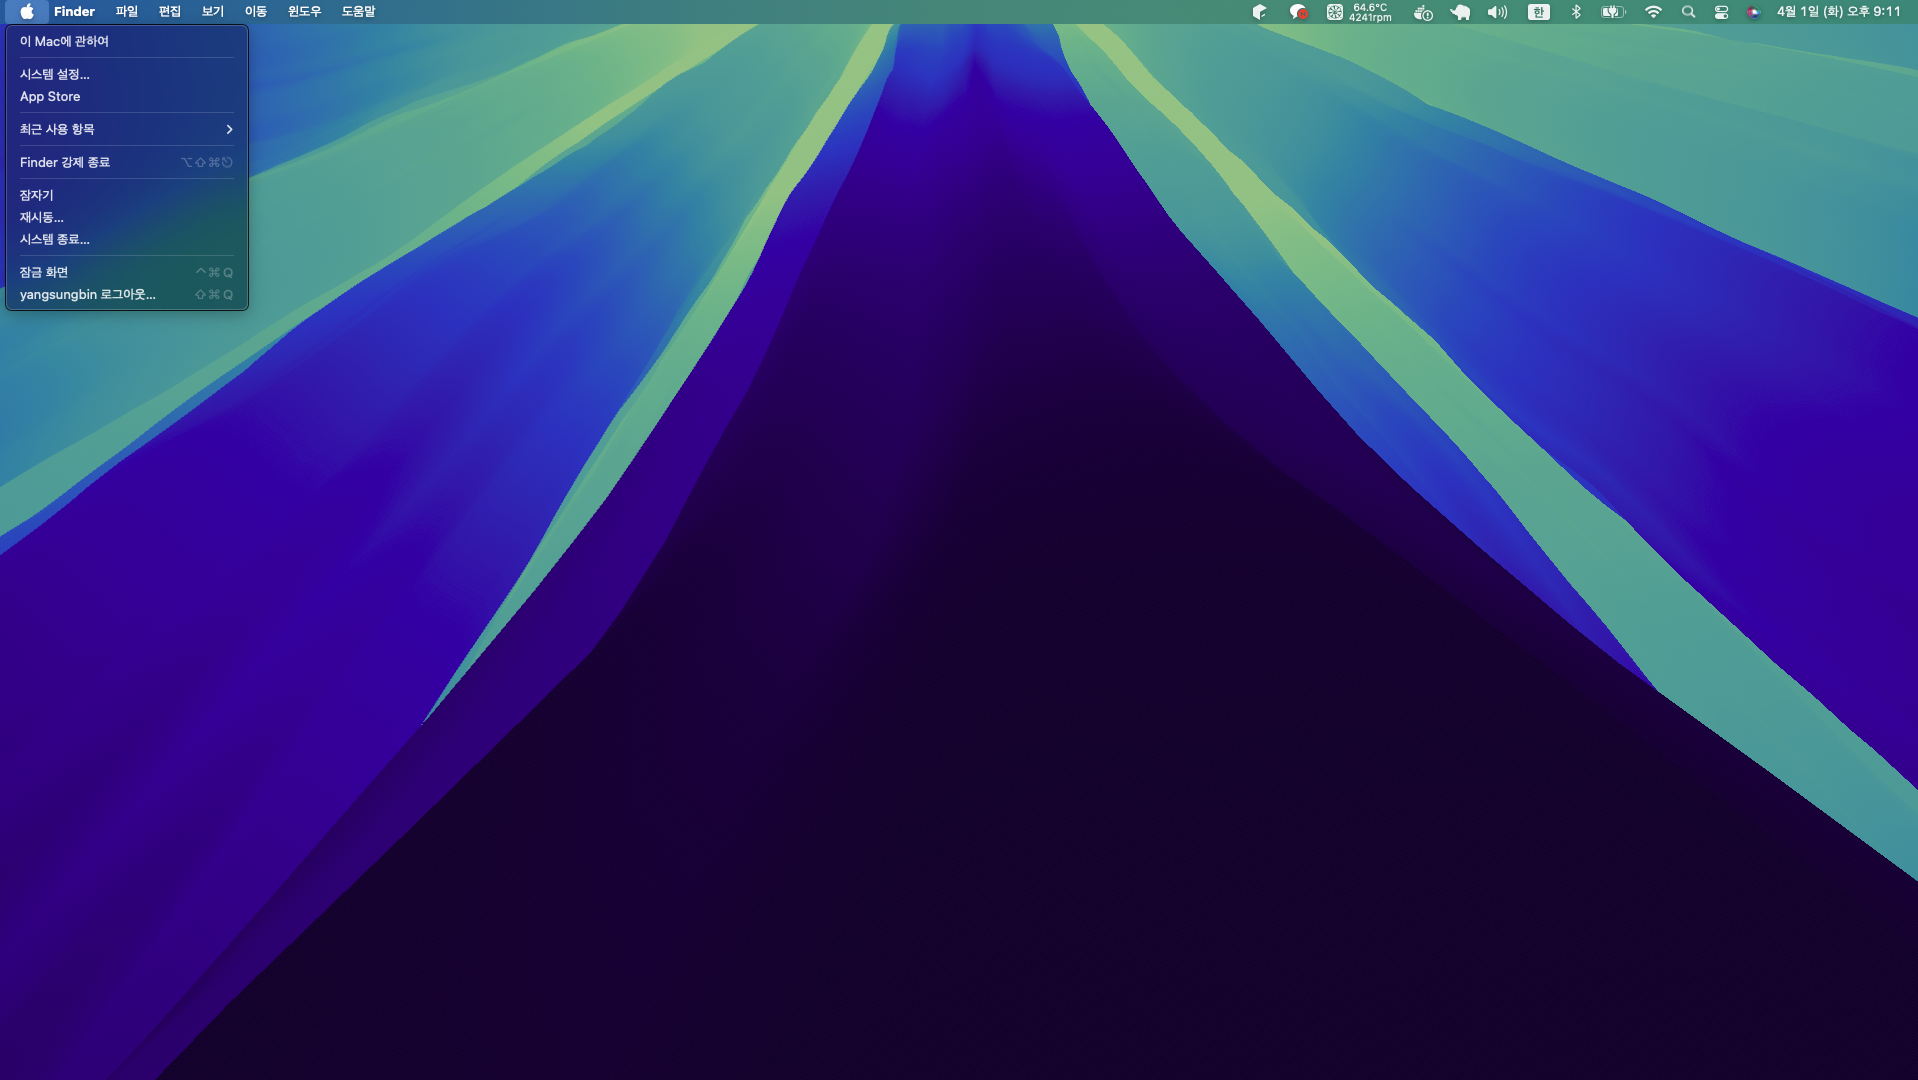 Finder 파일 편집 보기 이동 윈도우 도움말 64.6°C 4241rpm 한 4월 1일 (화) 오후 9:11
이 Mac에 관하여
시스템 설정...
App Store
최근 사용 항목
Finder 강제 종료 ⌥⇧⌘⎋
잠자기
재시동...
시스템 종료...
잠금 화면 ^⌘Q
yangsungbin 로그아웃... ⇧⌘Q